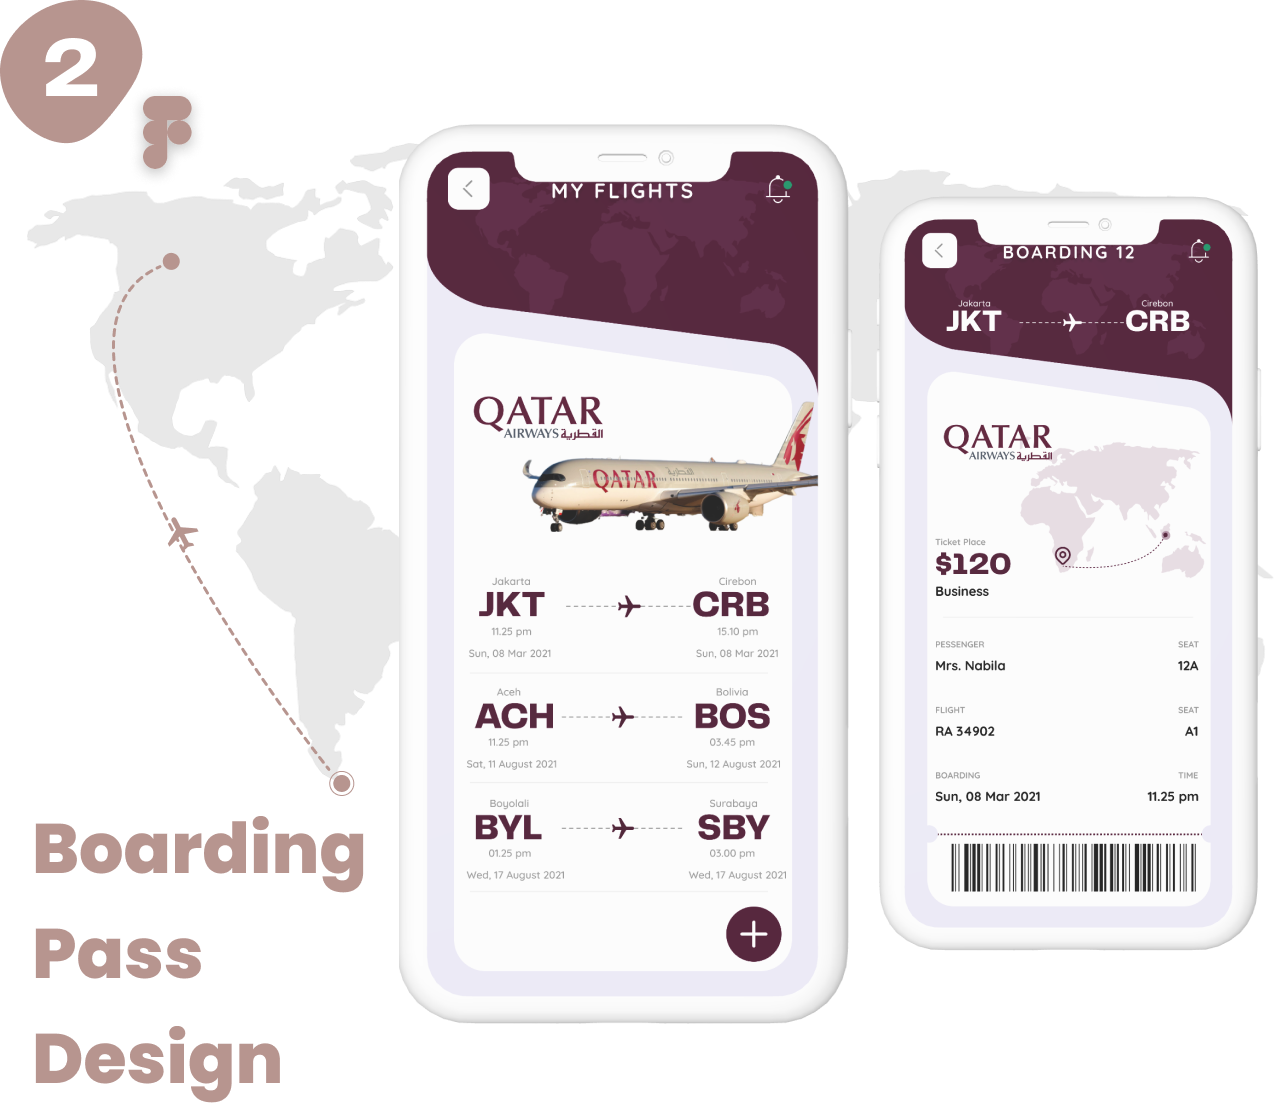 2
MY FLIGHTS
QATAR
AIRWAYS القطرية
QATAR القطرية
Jakarta Cirebon
JKT CRB
11.25 pm 15.10 pm
Sun, 08 Mar 2021 Sun, 08 Mar 2021
Aceh Bolivia
ACH BOS
11.25 pm 03.45 pm
Sat, 11 August 2021 Sun, 12 August 2021
Boyolali Surabaya
BYL SBY
01.25 pm 03.00 pm
Wed, 17 August 2021 Wed, 17 August 2021
BOARDING 12
Jakarta Cirebon
JKT CRB
QATAR
AIRWAYS القطرية
Ticket Place
$120
Business
PESSENGER SEAT
Mrs. Nabila 12A
FLIGHT SEAT
RA 34902 A1
BOARDING TIME
Sun, 08 Mar 2021 11.25 pm
Boarding
Pass
Design